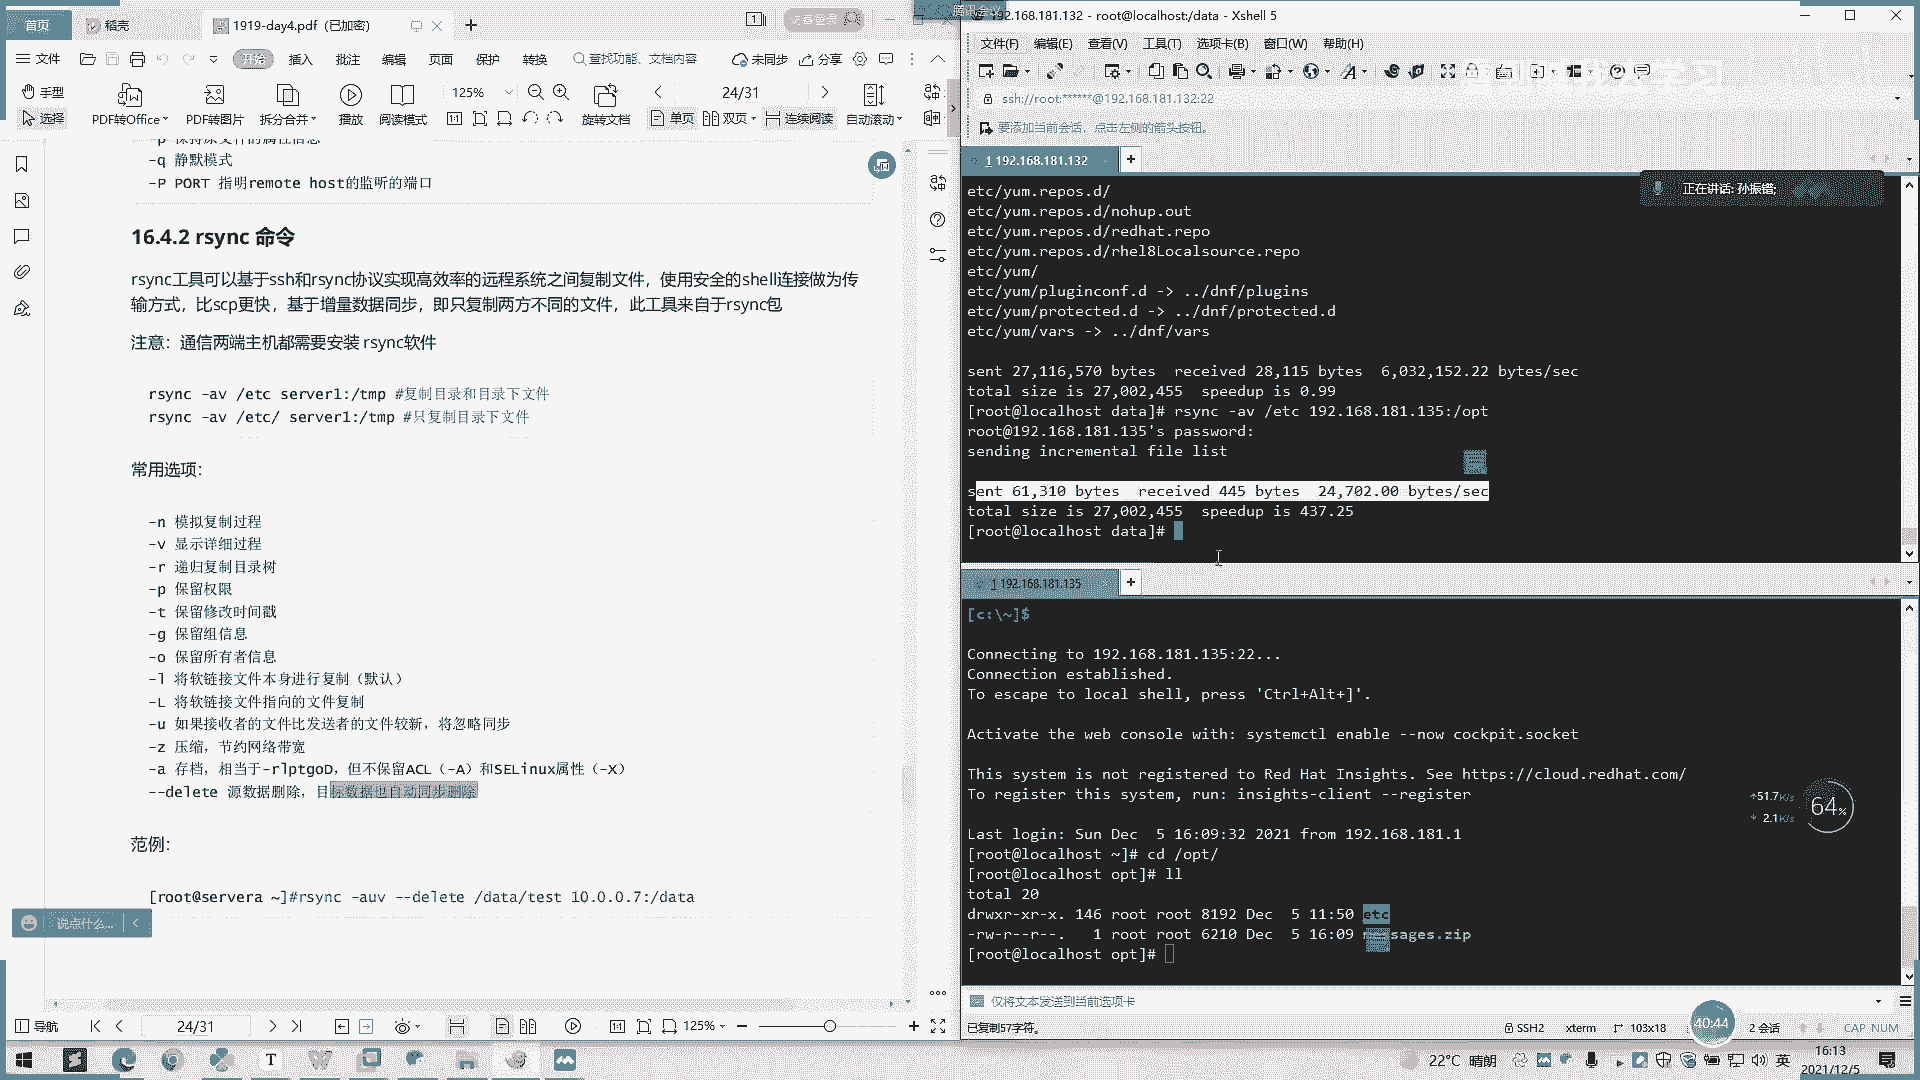 首页
稻壳
1919-day4.pdf (已加密)
文件
开始
插入
批注
编辑
页面
保护
转换
查找功能、文档内容
未同步
分享
手型
选择
PDF转Office
PDF转图片
拆分合并
播放
阅读模式
125%
旋转文档
24/31
单页
双页
连续阅读
自动滚动
-q 静默模式
-P PORT 指明remote host的监听的端口
16.4.2 rsync 命令
rsync工具可以基于ssh和rsync协议实现高效率的远程系统之间复制文件，使用安全的shell连接做为传
输方式，比scp更快，基于增量数据同步，即只复制两方不同的文件，此工具来自于rsync包
注意：通信两端主机都需要安装 rsync软件
rsync -av /etc server1:/tmp #复制目录和目录下文件
rsync -av /etc/ server1:/tmp #只复制目录下文件
常用选项：
-n 模拟复制过程
-v 显示详细过程
-r 递归复制目录树
-p 保留权限
-t 保留修改时间戳
-g 保留组信息
-o 保留所有者信息
-l 将软链接文件本身进行复制（默认）
-L 将软链接文件指向的文件复制
-u 如果接收者的文件比发送者的文件较新，将忽略同步
-z 压缩，节约网络带宽
-a 存档，相当于-rlptgoD，但不保留ACL（-A）和SELinux属性（-X）
--delete 源数据删除，目标数据也自动同步删除
范例：
[root@servera ~]#rsync -auv --delete /data/test 10.0.0.7:/data
说点什么...
导航
24/31
125%
腾讯会议
192.168.181.132 - root@localhost:/data - Xshell 5
文件(F) 编辑(E) 查看(V) 工具(T) 选项卡(B) 窗口(W) 帮助(H)
ssh://root:******@192.168.181.132:22
要添加当前会话，点击左侧的箭头按钮。
1 192.168.181.132
正在讲话: 孙振锴;
etc/yum.repos.d/
etc/yum.repos.d/nohup.out
etc/yum.repos.d/redhat.repo
etc/yum.repos.d/rhel8Localsource.repo
etc/yum/
etc/yum/pluginconf.d -> ../dnf/plugins
etc/yum/protected.d -> ../dnf/protected.d
etc/yum/vars -> ../dnf/vars
sent 27,116,570 bytes  received 28,115 bytes  6,032,152.22 bytes/sec
total size is 27,002,455  speedup is 0.99
[root@localhost data]# rsync -av /etc 192.168.181.135:/opt
root@192.168.181.135's password:
sending incremental file list
sent 61,310 bytes  received 445 bytes  24,702.00 bytes/sec
total size is 27,002,455  speedup is 437.25
[root@localhost data]#
1 192.168.181.135
[c:\~]$
Connecting to 192.168.181.135:22...
Connection established.
To escape to local shell, press 'Ctrl+Alt+]'.
Activate the web console with: systemctl enable --now cockpit.socket
This system is not registered to Red Hat Insights. See https://cloud.redhat.com/
To register this system, run: insights-client --register
Last login: Sun Dec  5 16:09:32 2021 from 192.168.181.1
[root@localhost ~]# cd /opt/
[root@localhost opt]# ll
total 20
drwxr-xr-x. 146 root root 8192 Dec  5 11:50 etc
-rw-r--r--.   1 root root 6210 Dec  5 16:09 messages.zip
[root@localhost opt]#
51.7K/s
2.1K/s
64%
仅将文本发送到当前选项卡
已复制57字符。
SSH2
xterm
103x18
40:44
2 会话
CAP NUM
22°C 晴朗
英
16:13
2021/12/5